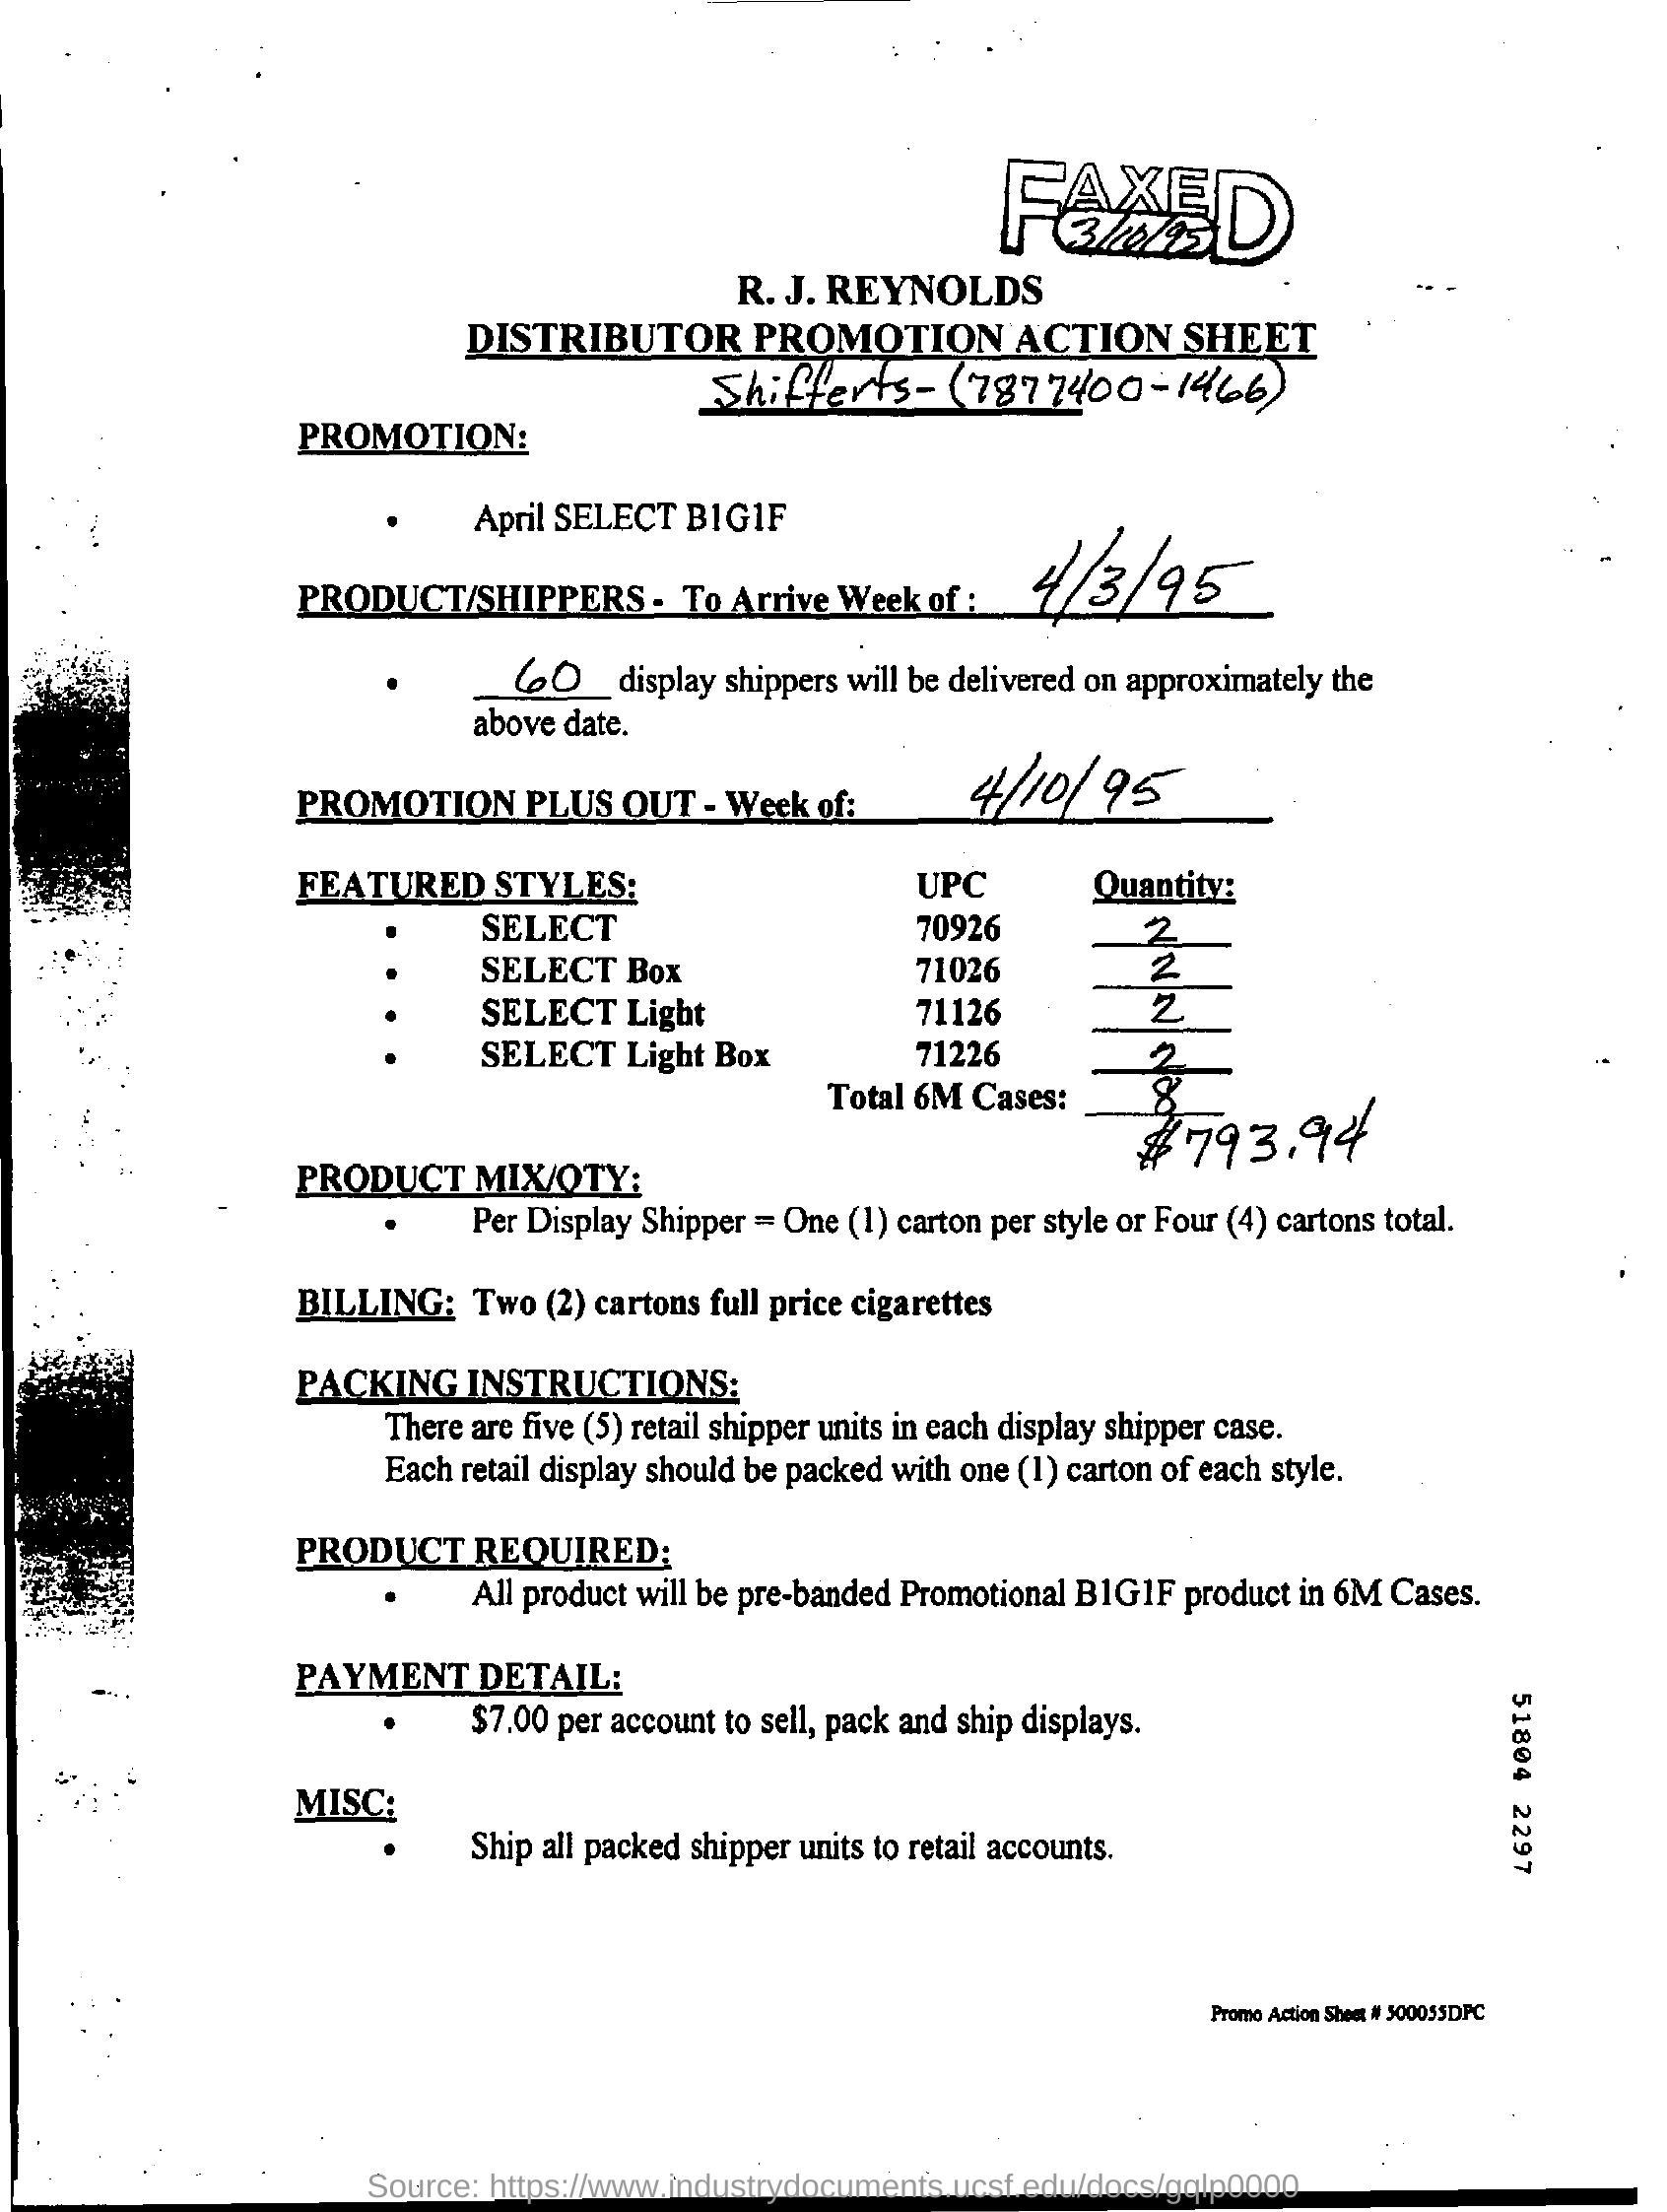 FAXED
3/10/95
R. J. REYNOLDS
DISTRIBUTOR PROMOTION ACTION SHEET
Shifferts - (7877400-1466)
PROMOTION:
• April SELECT B1G1F
PRODUCT/SHIPPERS - To Arrive Week of : 4/3/95
• 60 display shippers will be delivered on approximately the
above date.
PROMOTION PLUS OUT - Week of: 4/10/95
FEATURED STYLES: UPC Quantity:
• SELECT 70926 2
• SELECT Box 71026 2
• SELECT Light 71126 2
• SELECT Light Box 71226 2
Total 6M Cases: 8
$793.94
PRODUCT MIX/QTY:
• Per Display Shipper = One (1) carton per style or Four (4) cartons total.
BILLING: Two (2) cartons full price cigarettes
PACKING INSTRUCTIONS:
There are five (5) retail shipper units in each display shipper case.
Each retail display should be packed with one (1) carton of each style.
PRODUCT REQUIRED:
• All product will be pre-banded Promotional B1G1F product in 6M Cases.
PAYMENT DETAIL:
• $7.00 per account to sell, pack and ship displays.
MISC:
• Ship all packed shipper units to retail accounts.
51804 2297
Promo Action Sheet # 500055DPC
Source: https://www.industrydocuments.ucsf.edu/docs/gqlp0000